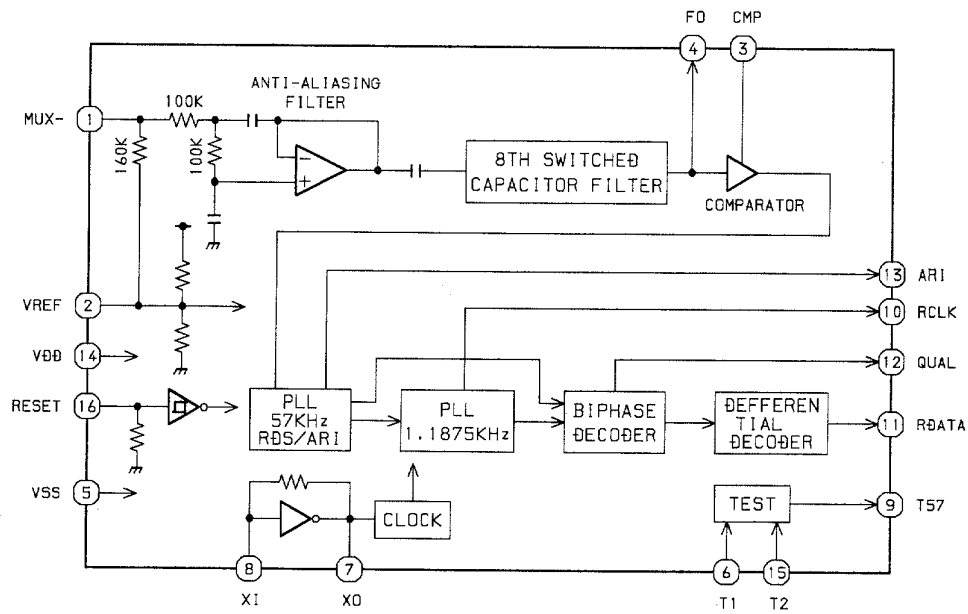 FO CMP
4 3
ANTI-ALIASING
FILTER
MUX- 1
100K
160K
100K
-
+
8TH SWITCHED
CAPACITOR FILTER
COMPARATOR
13 ARI
VREF 2
10 RCLK
VDD 14
12 QUAL
RESET 16
PLL
57KHz
RDS/ARI
PLL
1.1875KHz
BIPHASE
DECODER
DEFFEREN
TIAL
DECODER
11 RDATA
VSS 5
CLOCK
TEST
9 T57
8 7 6 15
XI XO T1 T2